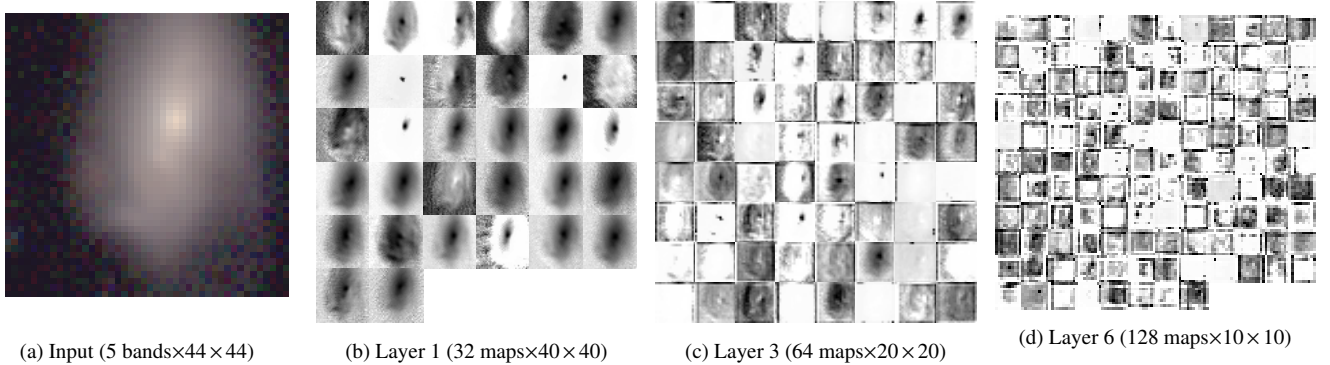 (a) Input (5 bands×44×44)
(b) Layer 1 (32 maps×40×40)
(c) Layer 3 (64 maps×20×20)
(d) Layer 6 (128 maps×10×10)